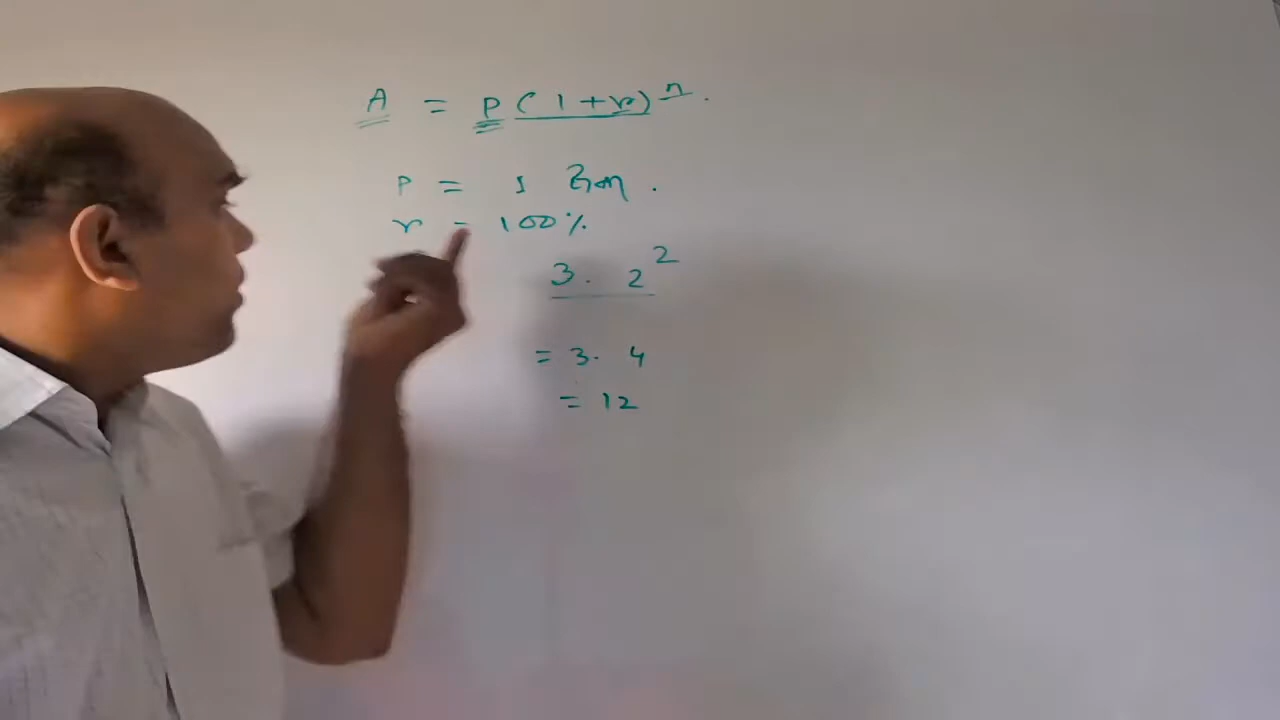 A = P(1+r)^n.
P = 1
r = 100%
3. 2^2
= 3. 4
= 12